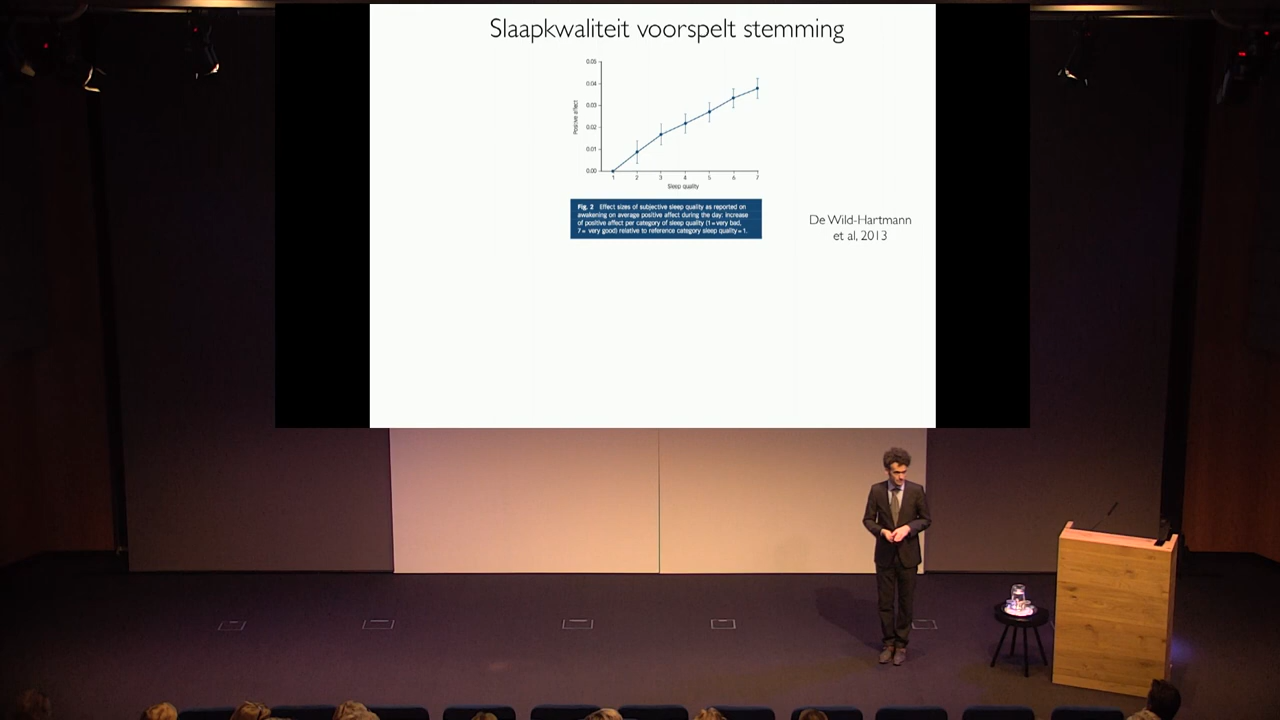 Slaapkwaliteit voorspelt stemming
0.05
0.04
0.03
0.02
0.01
0.00
Positive affect
1 2 3 4 5 6 7
Sleep quality
Fig. 2 Effect sizes of subjective sleep quality as reported on
awakening on average positive affect during the day: increase
of positive affect per category of sleep quality (1 = very bad,
7 = very good) relative to reference category sleep quality = 1.
De Wild-Hartmann
et al, 2013